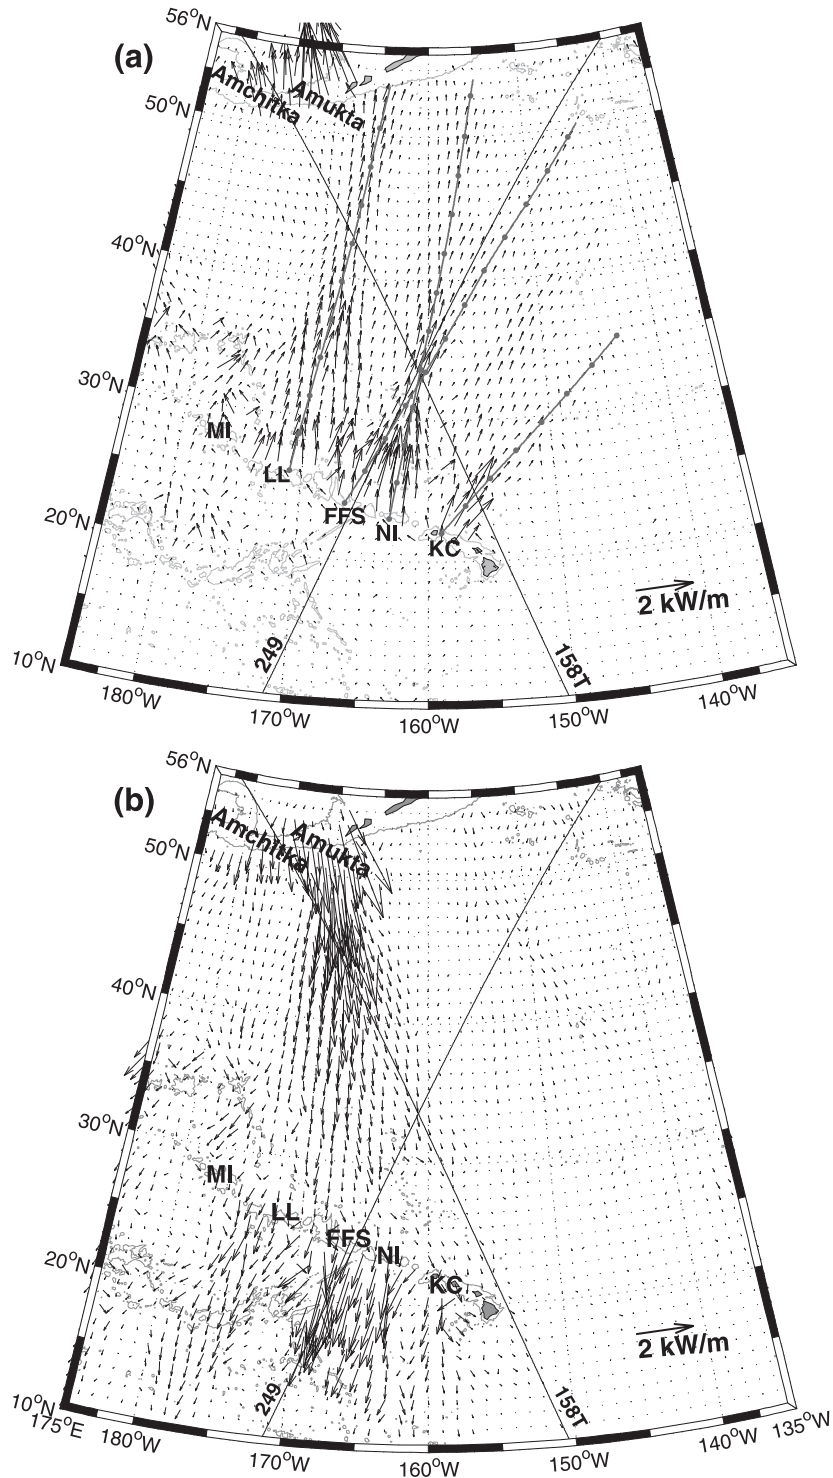 56°N
(a)
Amchitka
Amukta
50°N
40°N
30°N
MI
LL
20°N
FFS
NI
KC
2 kW/m
249
158T
10°N
180°W
170°W
160°W
150°W
140°W
56°N
(b)
Amchitka
Amukta
50°N
40°N
30°N
MI
LL
FFS
NI
20°N
KC
2 kW/m
249
158T
10°N
175°E
180°W
170°W
160°W
150°W
140°W
135°W